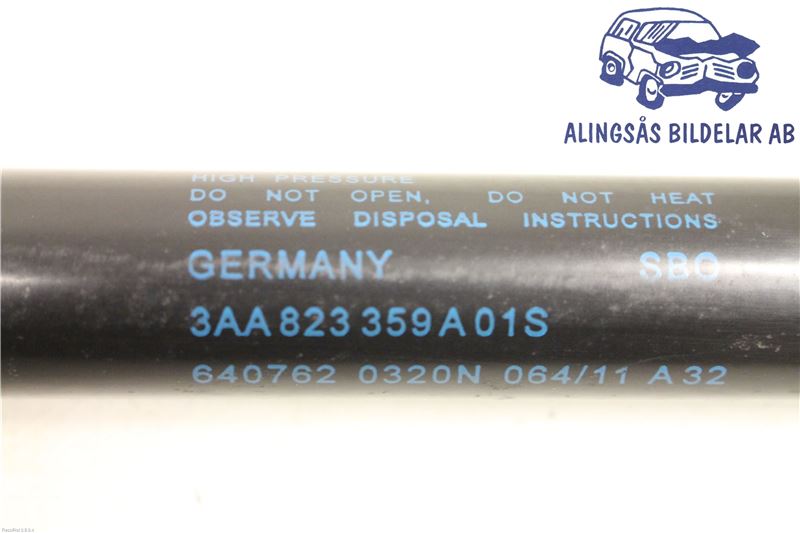 ALINGSÅS BILDELAR AB
HIGH PRESSURE
DO NOT OPEN, DO NOT HEAT
OBSERVE DISPOSAL INSTRUCTIONS
GERMANY SBO
3AA 823 359 A 01S
640762 0320N 064/11 A 32